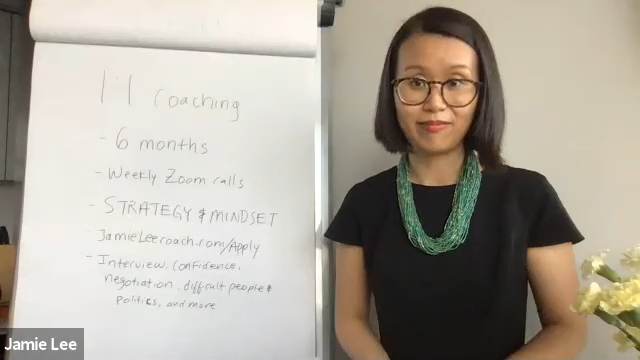 1:1 coaching
- 6 months
- Weekly Zoom calls
- STRATEGY & MINDSET
- JamieLeecoach.com/Apply
- Interview, confidence,
negotiation, difficult people &
politics, and more
Jamie Lee